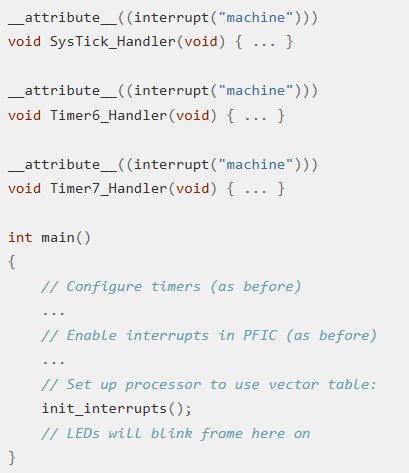 __attribute__((interrupt("machine")))
void SysTick_Handler(void) { ... }
__attribute__((interrupt("machine")))
void Timer6_Handler(void) { ... }
__attribute__((interrupt("machine")))
void Timer7_Handler(void) { ... }
int main()
{
    // Configure timers (as before)
    ...
    // Enable interrupts in PFIC (as before)
    ...
    // Set up processor to use vector table:
    init_interrupts();
    // LEDs will blink frome here on
}